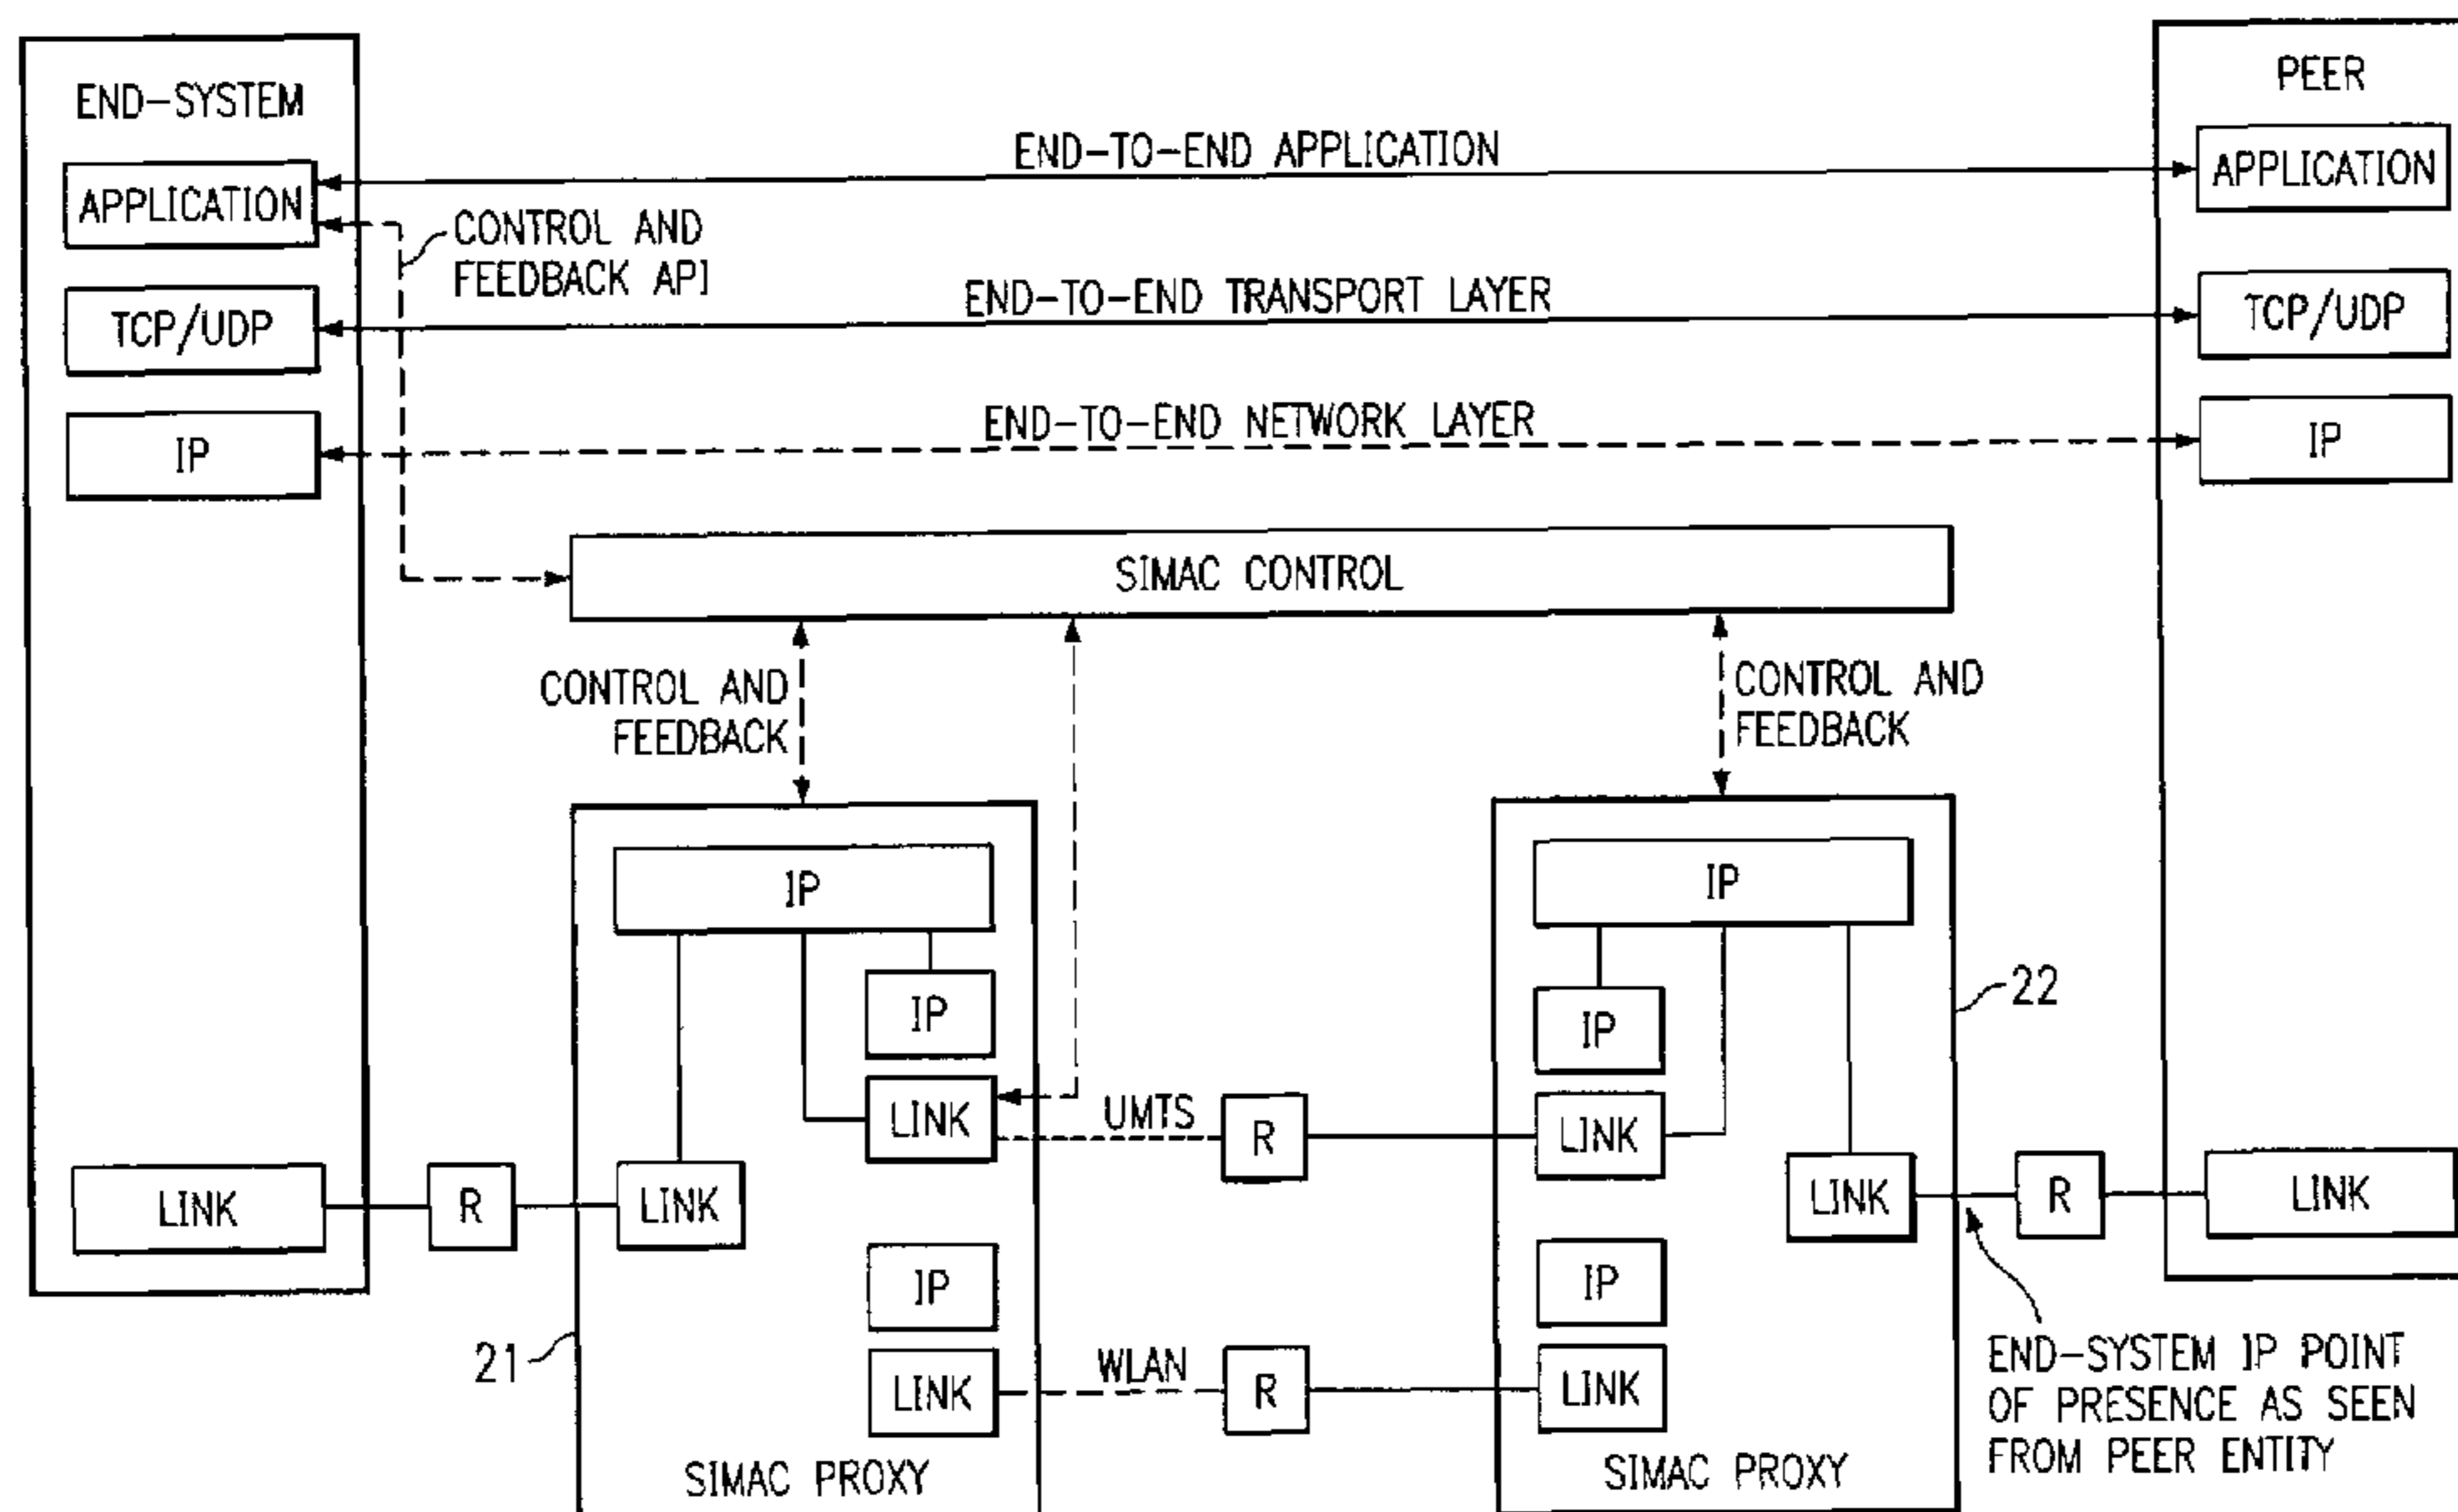 END-SYSTEM
PEER
END-TO-END APPLICATION
APPLICATION
APPLICATION
CONTROL AND
FEEDBACK API
END-TO-END TRANSPORT LAYER
TCP/UDP
TCP/UDP
END-TO-END NETWORK LAYER
IP
IP
SIMAC CONTROL
CONTROL AND
FEEDBACK
CONTROL AND
FEEDBACK
IP
IP
IP
IP
22
LINK
UMTS
R
LINK
LINK
R
LINK
LINK
R
LINK
IP
IP
21
LINK
WLAN
R
LINK
END-SYSTEM IP POINT
OF PRESENCE AS SEEN
FROM PEER ENTITY
SIMAC PROXY
SIMAC PROXY